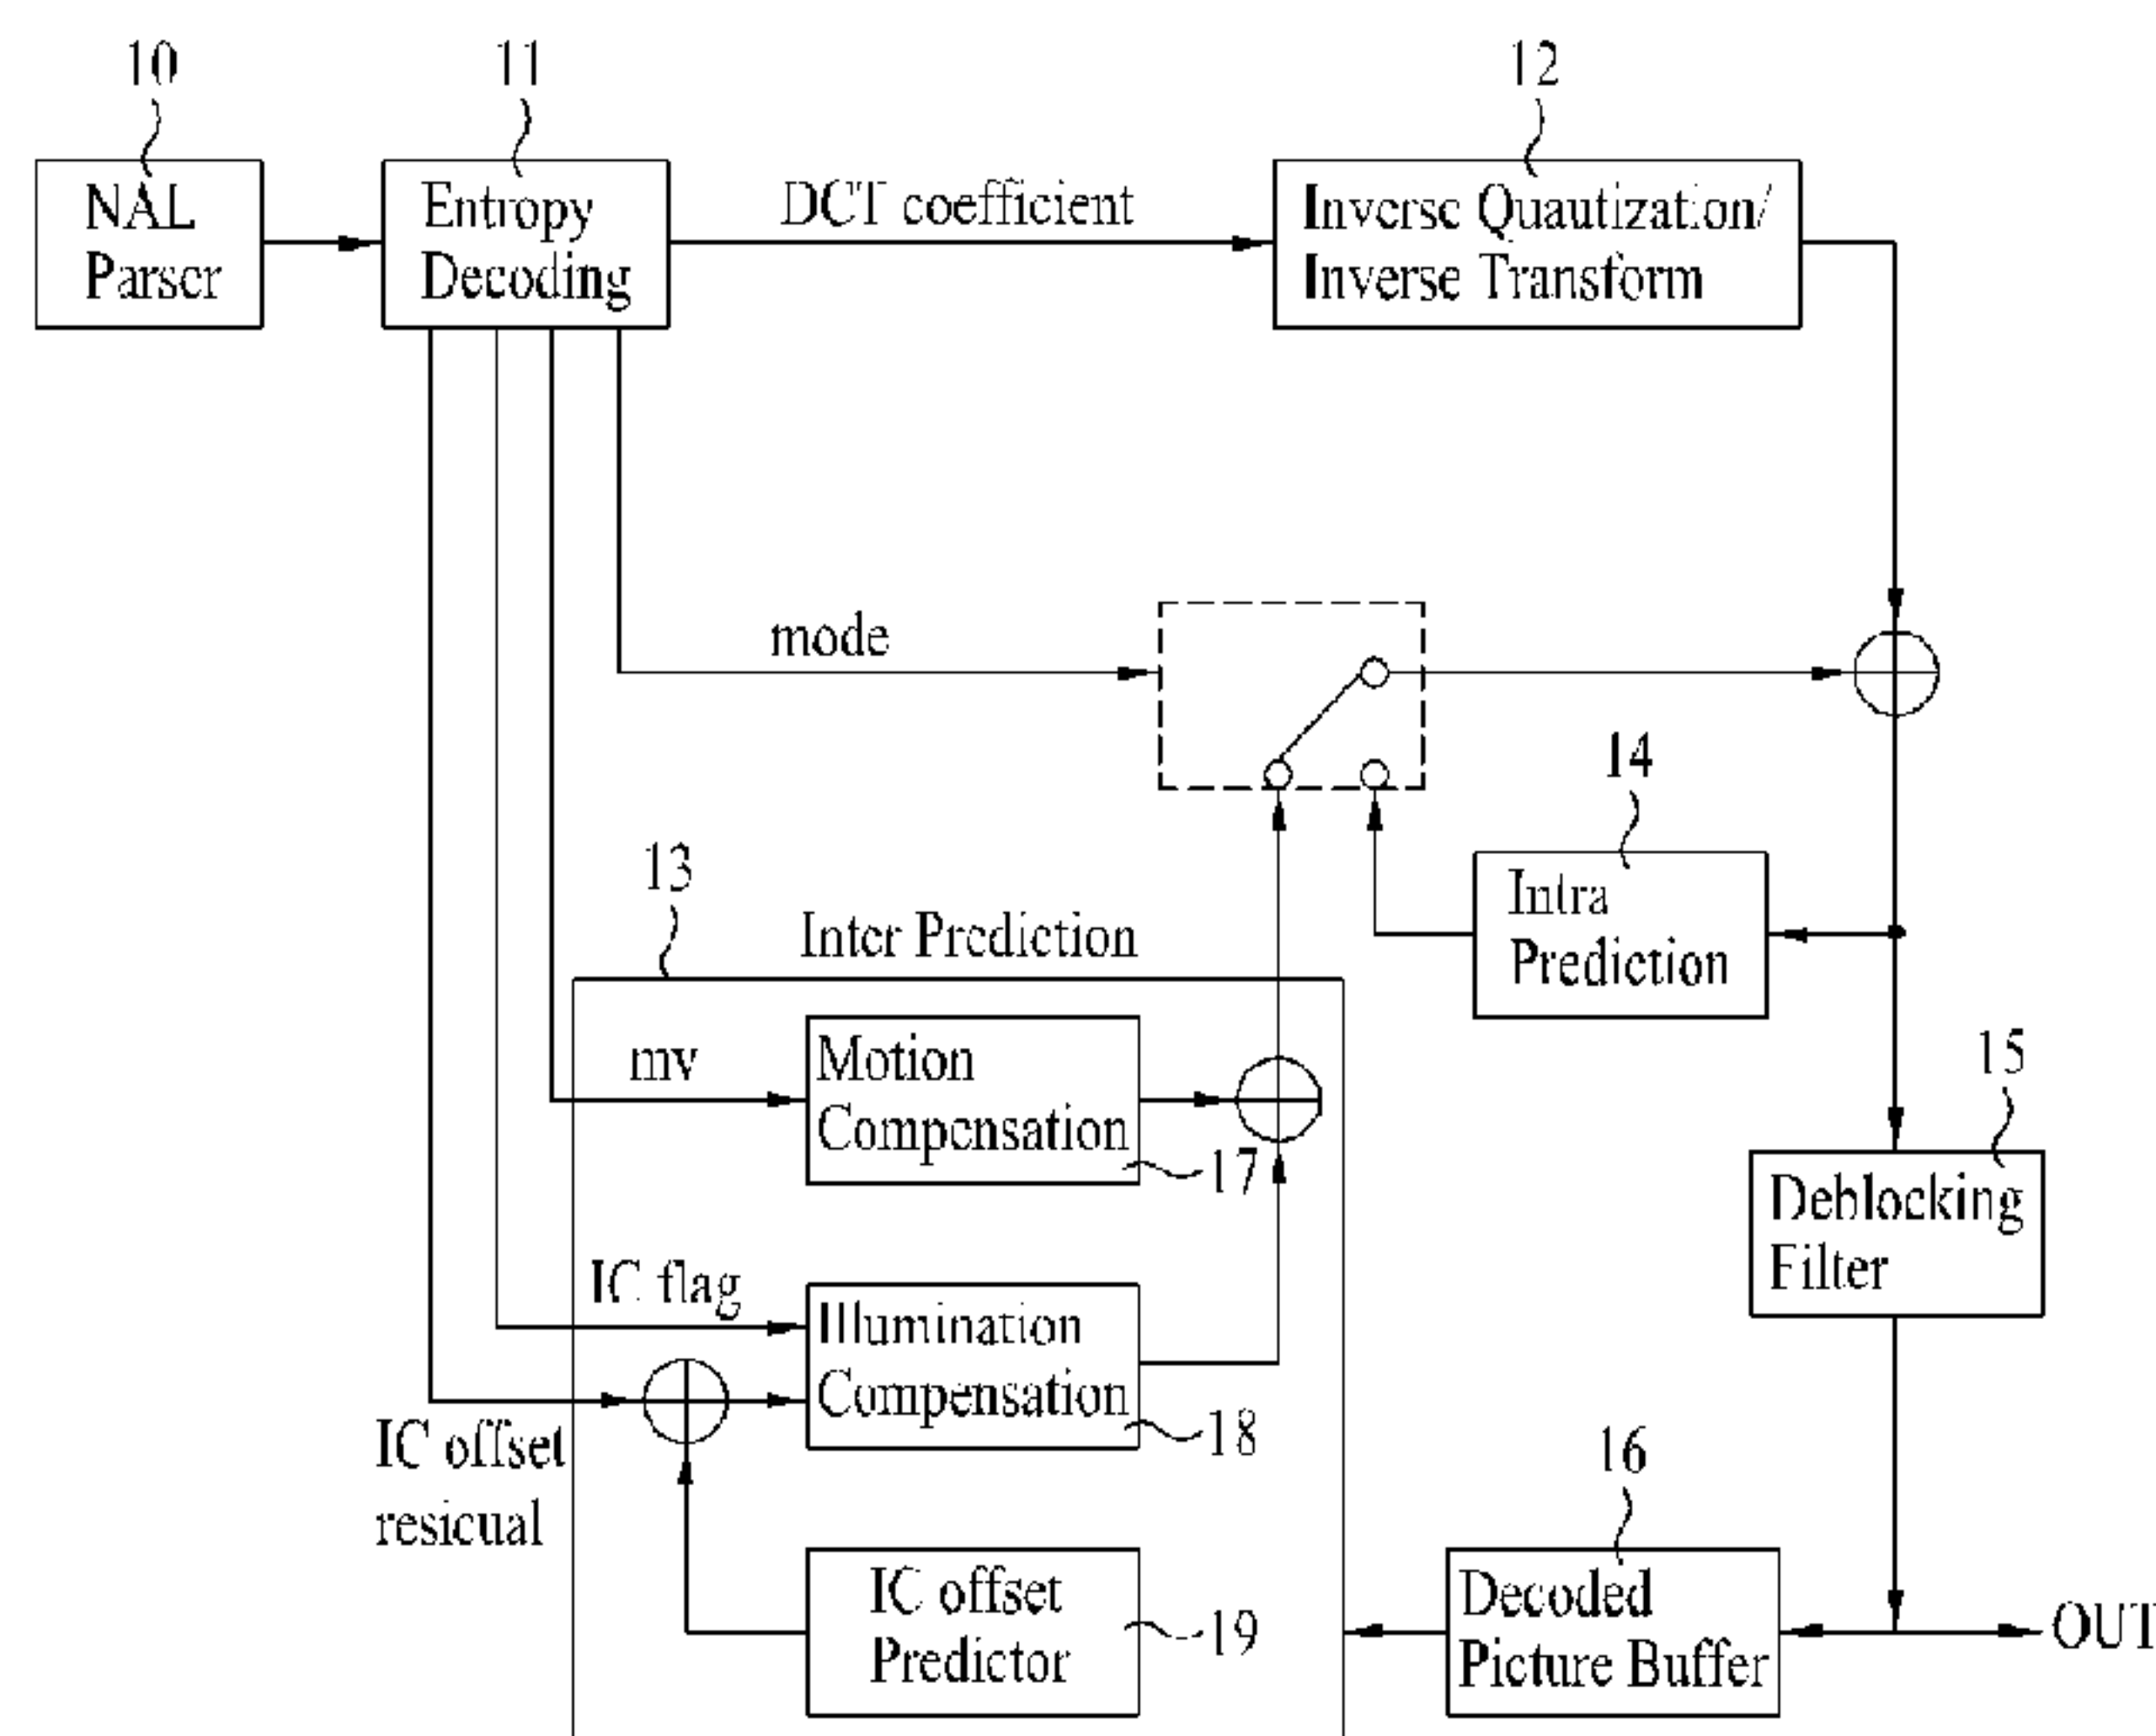 10
11
12
NAL
Parser
Entropy
Decoding
DCT coefficient
Inverse Quautization/
Inverse Transform
mode
14
Intra
Prediction
13
Inter Prediction
mv
Motion
Compensation
17
15
Deblocking
Filter
IC flag
Illumination
Compensation
18
IC offset
resicual
16
IC offset
Predictor
19
Decoded
Picture Buffer
OUT